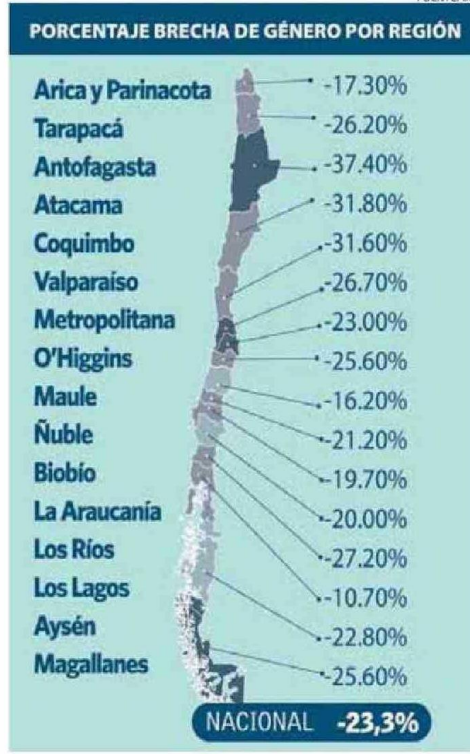 PORCENTAJE BRECHA DE GÉNERO POR REGIÓN
Arica y Parinacota -17.30%
Tarapacá -26.20%
Antofagasta -37.40%
Atacama -31.80%
Coquimbo -31.60%
Valparaíso -26.70%
Metropolitana -23.00%
O'Higgins -25.60%
Maule -16.20%
Ñuble -21.20%
Biobío -19.70%
La Araucanía -20.00%
Los Ríos -27.20%
Los Lagos -10.70%
Aysén -22.80%
Magallanes -25.60%
NACIONAL -23,3%